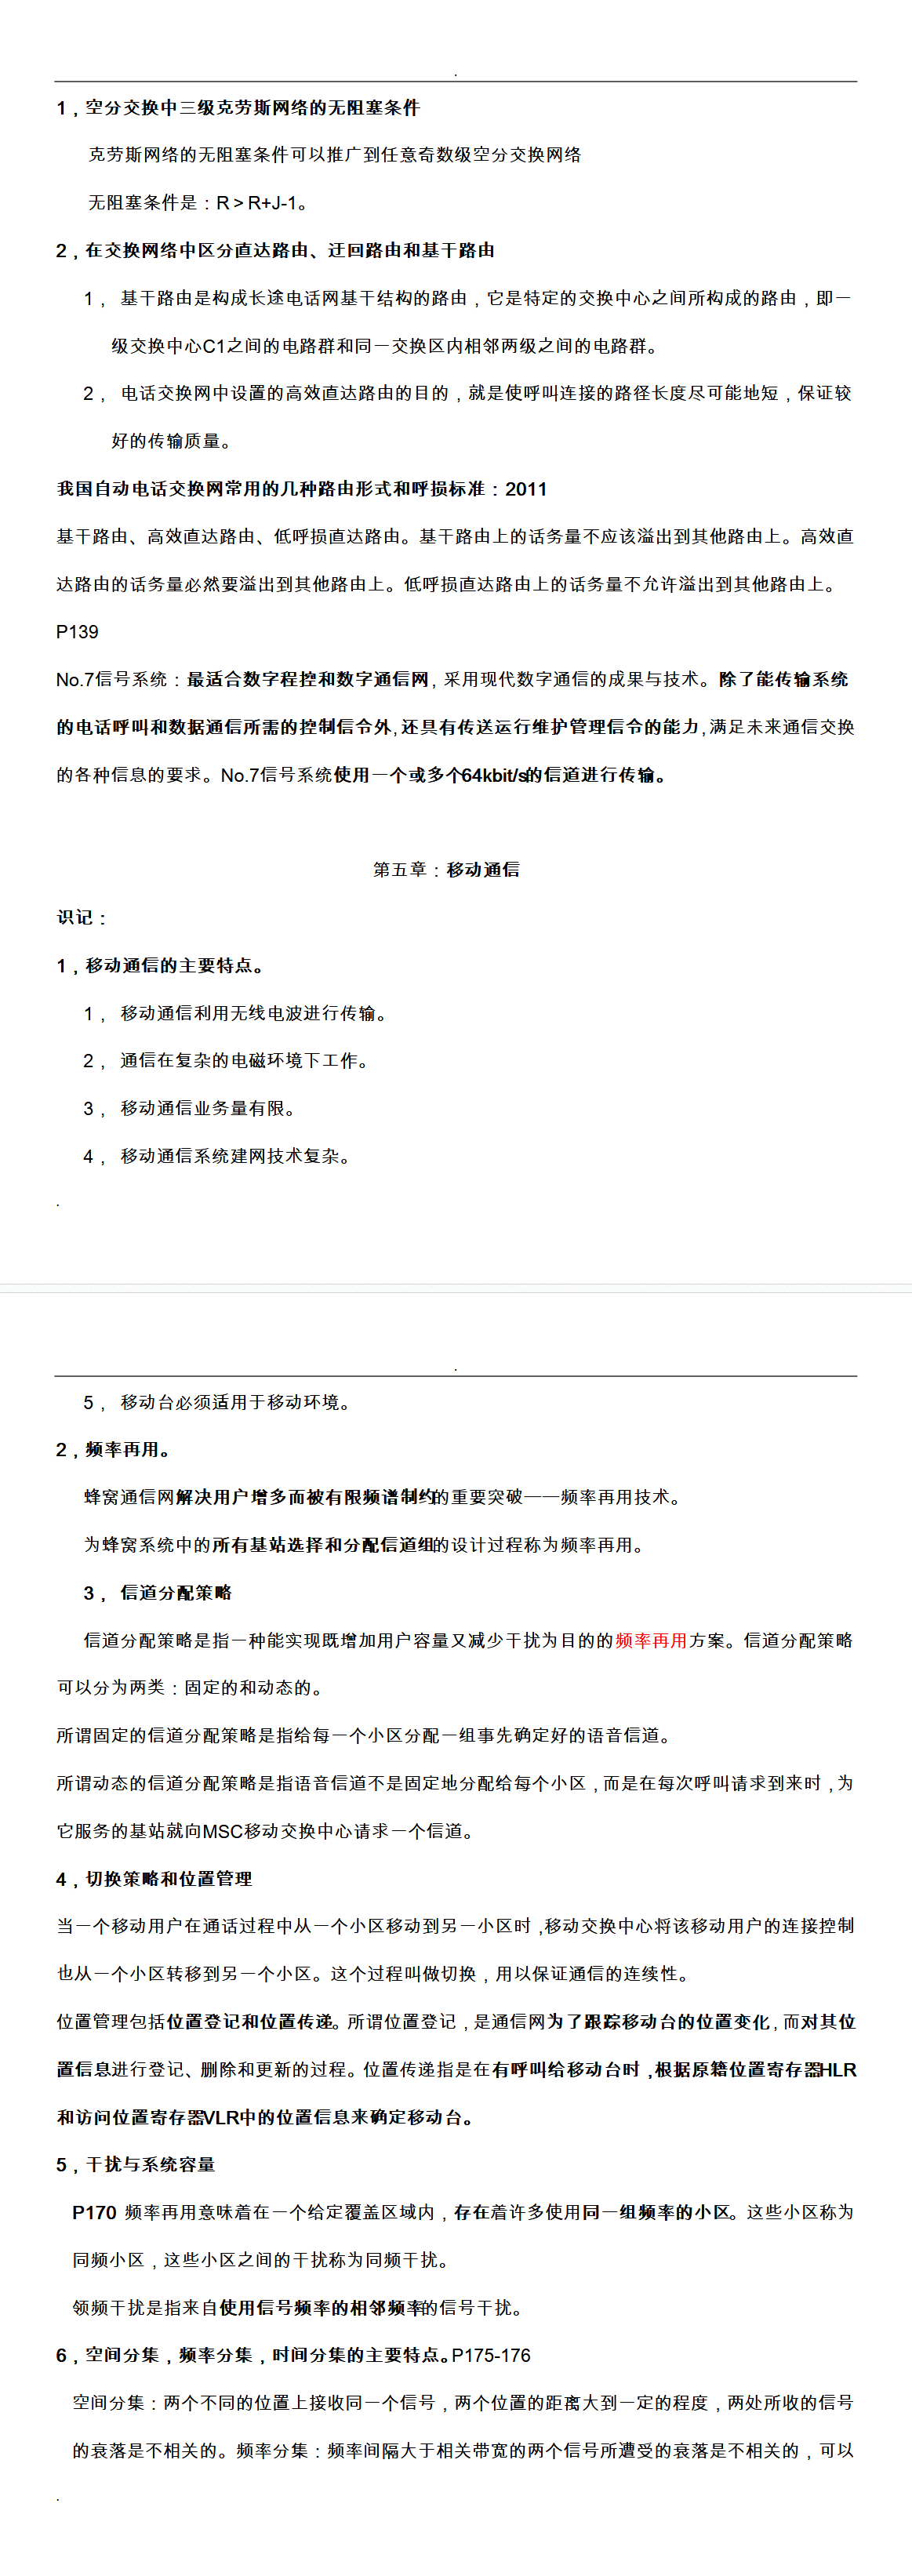 .
1，空分交换中三级克劳斯网络的无阻塞条件
克劳斯网络的无阻塞条件可以推广到任意奇数级空分交换网络
无阻塞条件是：R＞R+J-1。
2，在交换网络中区分直达路由、迂回路由和基干路由
1， 基干路由是构成长途电话网基干结构的路由，它是特定的交换中心之间所构成的路由，即一
级交换中心C1之间的电路群和同一交换区内相邻两级之间的电路群。
2， 电话交换网中设置的高效直达路由的目的，就是使呼叫连接的路径长度尽可能地短，保证较
好的传输质量。
我国自动电话交换网常用的几种路由形式和呼损标准：2011
基干路由、高效直达路由、低呼损直达路由。基干路由上的话务量不应该溢出到其他路由上。高效直
达路由的话务量必然要溢出到其他路由上。低呼损直达路由上的话务量不允许溢出到其他路由上。
P139
No.7信号系统：最适合数字程控和数字通信网，采用现代数字通信的成果与技术。除了能传输系统
的电话呼叫和数据通信所需的控制信令外，还具有传送运行维护管理信令的能力，满足未来通信交换
的各种信息的要求。No.7信号系统使用一个或多个64kbit/s的信道进行传输。
第五章：移动通信
识记：
1，移动通信的主要特点。
1， 移动通信利用无线电波进行传输。
2， 通信在复杂的电磁环境下工作。
3， 移动通信业务量有限。
4， 移动通信系统建网技术复杂。
.
.
5， 移动台必须适用于移动环境。
2，频率再用。
蜂窝通信网解决用户增多而被有限频谱制约的重要突破——频率再用技术。
为蜂窝系统中的所有基站选择和分配信道组的设计过程称为频率再用。
3， 信道分配策略
信道分配策略是指一种能实现既增加用户容量又减少干扰为目的的频率再用方案。信道分配策略
可以分为两类：固定的和动态的。
所谓固定的信道分配策略是指给每一个小区分配一组事先确定好的语音信道。
所谓动态的信道分配策略是指语音信道不是固定地分配给每个小区，而是在每次呼叫请求到来时，为
它服务的基站就向MSC移动交换中心请求一个信道。
4，切换策略和位置管理
当一个移动用户在通话过程中从一个小区移动到另一小区时，移动交换中心将该移动用户的连接控制
也从一个小区转移到另一个小区。这个过程叫做切换，用以保证通信的连续性。
位置管理包括位置登记和位置传递。所谓位置登记，是通信网为了跟踪移动台的位置变化，而对其位
置信息进行登记、删除和更新的过程。位置传递指是在有呼叫给移动台时，根据原籍位置寄存器HLR
和访问位置寄存器VLR中的位置信息来确定移动台。
5，干扰与系统容量
P170 频率再用意味着在一个给定覆盖区域内，存在着许多使用同一组频率的小区。这些小区称为
同频小区，这些小区之间的干扰称为同频干扰。
领频干扰是指来自使用信号频率的相邻频率的信号干扰。
6，空间分集，频率分集，时间分集的主要特点。P175-176
空间分集：两个不同的位置上接收同一个信号，两个位置的距离大到一定的程度，两处所收的信号
的衰落是不相关的。频率分集：频率间隔大于相关带宽的两个信号所遭受的衰落是不相关的，可以
.